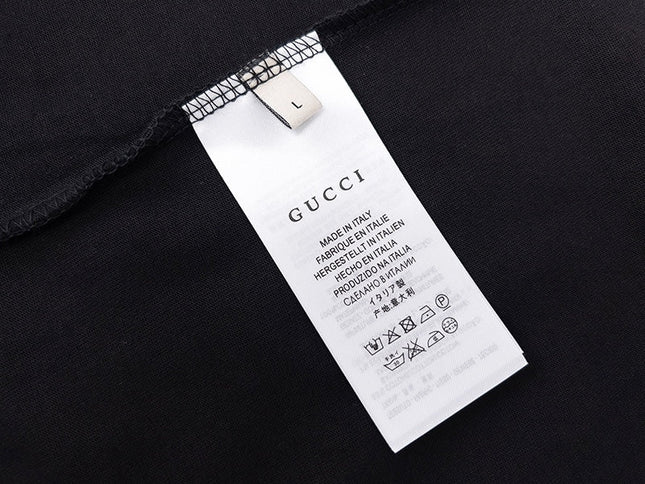 L
GUCCI
MADE IN ITALY
FABRIQUE EN ITALIE
HERGESTELLT IN ITALIEN
HECHO EN ITALIA
PRODUZIDO NA ITALIA
СДЕЛАНО В ИТАЛИИ
イタリア製
产地:意大利